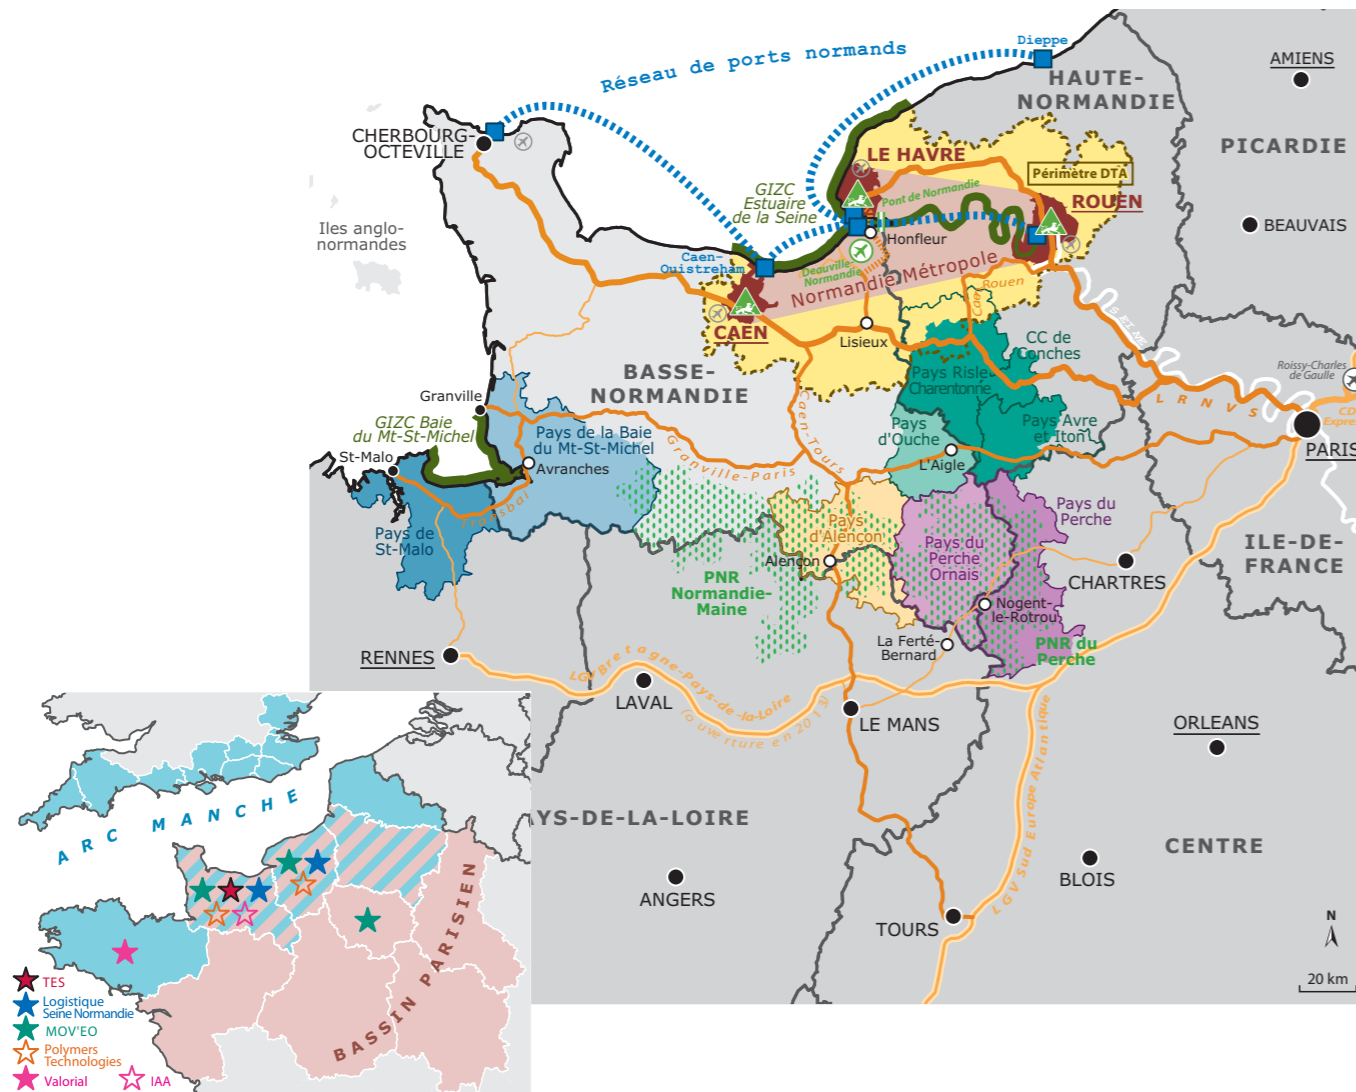 Dieppe
Réseau de ports normands
HAUTE-
NORMANDIE
AMIENS
PICARDIE
CHERBOURG-
OCTEVILLE
LE HAVRE
Périmètre DTA
GIZC
Estuaire
de la Seine
Pont de Normandie
ROUEN
BEAUVAIS
Iles anglo-
normandes
Honfleur
Caen-
Ouistreham
Deauville-
Normandie
Normandie Métropole
Caen
Rouen
SEINE
CAEN
Lisieux
CC de
Conches
Roissy-Charles
de Gaulle
BASSE-
NORMANDIE
Pays Risle-
Charentonne
LRNVS
CD
Expres
Granville
GIZC Baie
du Mt-St-Michel
Pays de la Baie
du Mt-St-Michel
Caen-Tours
Pays
d'Ouche
Pays Avre
et Iton
PARIS
St-Malo
Avranches
Granville-Paris
L'Aigle
Transbai
Pays de
St-Malo
Pays
d'Alençon
Pays du
Perche
Pays du
Perche
Ornais
ILE-DE-
FRANCE
Alençon
PNR
Normandie-
Maine
CHARTRES
Nogent-
le-Rotrou
La Ferté-
Bernard
PNR du
Perche
RENNES
LGV Bretagne-Pays-de-la-Loire
(ouverture en 2013)
LAVAL
LE MANS
ORLEANS
LGV Sud Europe Atlantique
AYS-DE-LA-LOIRE
CENTRE
ANGERS
BLOIS
TOURS
N
20 km
ARC MANCHE
BASSIN PARISIEN
TES
Logistique
Seine Normandie
MOV'EO
Polymers
Technologies
Valorial
IAA